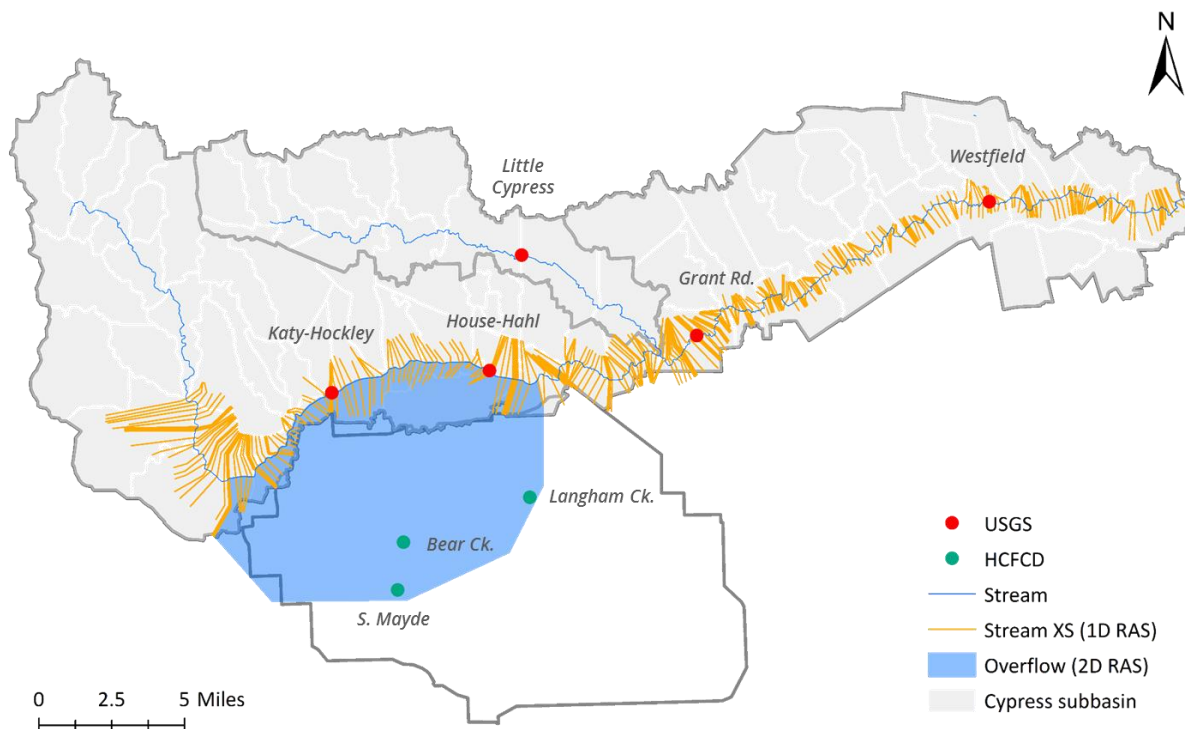 N
Westfield
Little
Cypress
Grant Rd.
House-Hahl
Katy-Hockley
Langham Ck.
Bear Ck.
S. Mayde
USGS
HCFCD
Stream
Stream XS (1D RAS)
Overflow (2D RAS)
Cypress subbasin
0 2.5 5 Miles